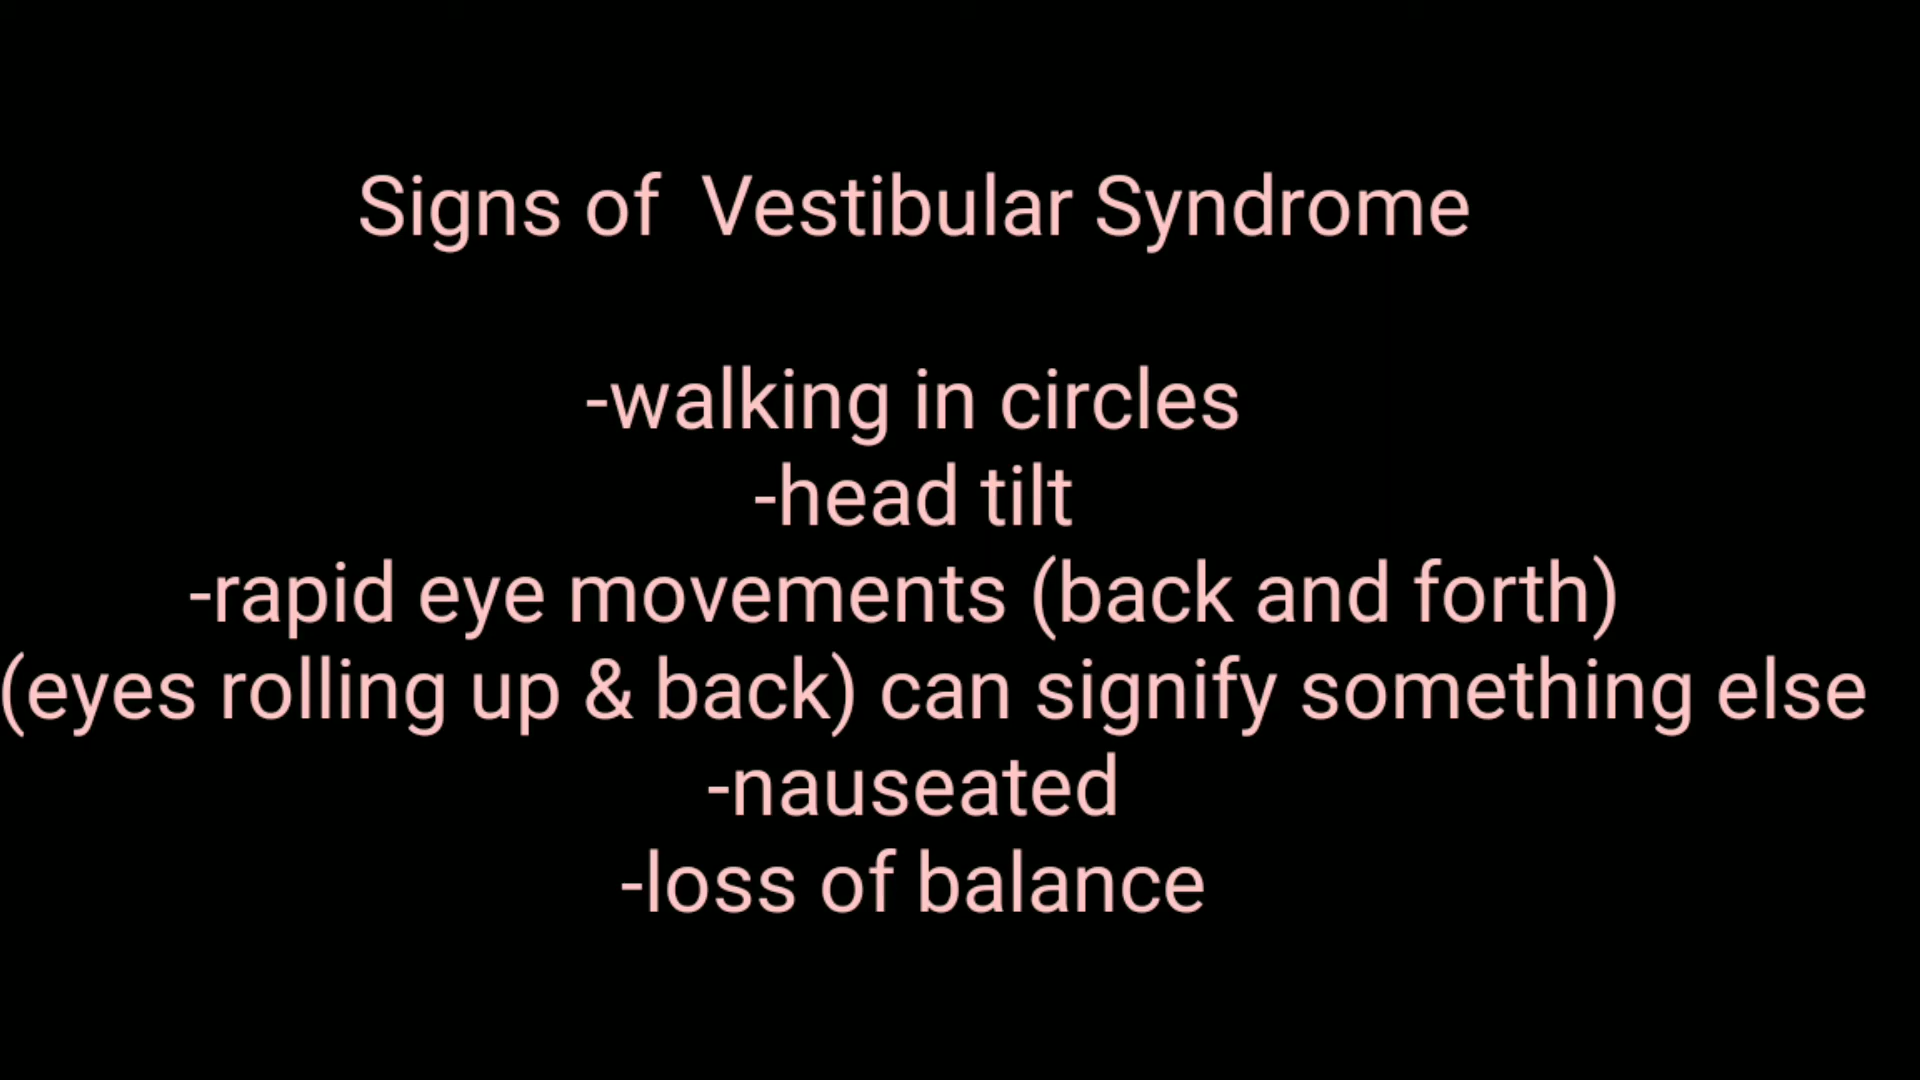 Signs of  Vestibular Syndrome
-walking in circles
-head tilt
-rapid eye movements (back and forth)
(eyes rolling up & back) can signify something else
-nauseated
-loss of balance